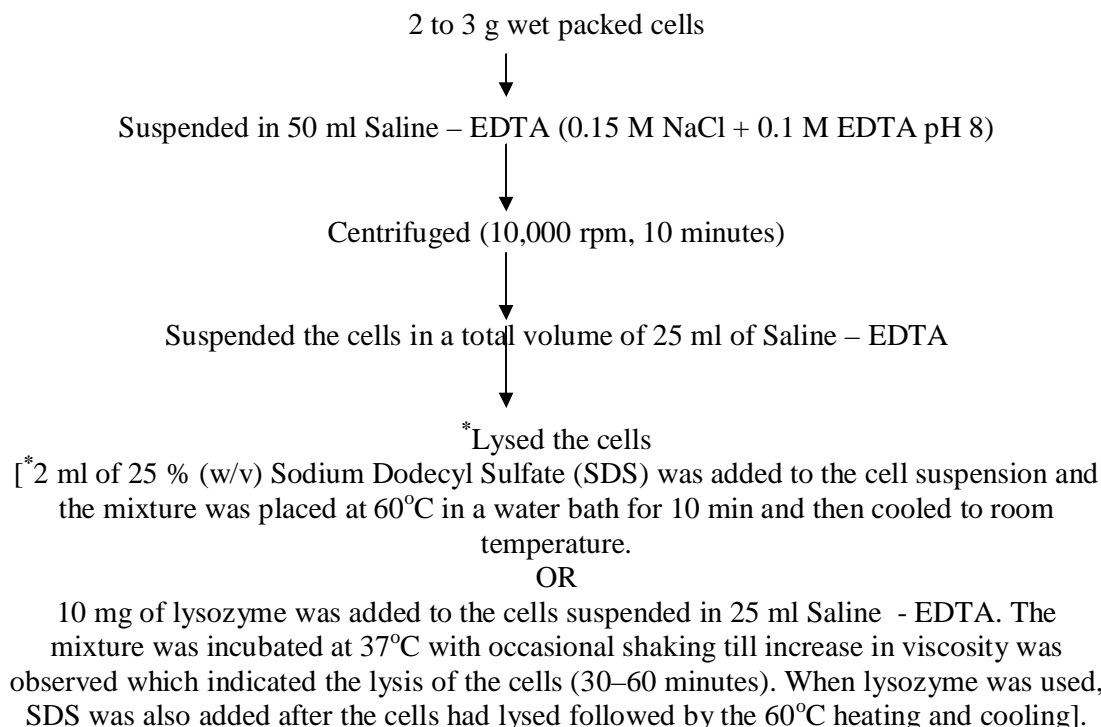 2 to 3 g wet packed cells
Suspended in 50 ml Saline – EDTA (0.15 M NaCl + 0.1 M EDTA pH 8)
Centrifuged (10,000 rpm, 10 minutes)
Suspended the cells in a total volume of 25 ml of Saline – EDTA
*Lysed the cells
[*2 ml of 25 % (w/v) Sodium Dodecyl Sulfate (SDS) was added to the cell suspension and
the mixture was placed at 60°C in a water bath for 10 min and then cooled to room
temperature.
OR
10 mg of lysozyme was added to the cells suspended in 25 ml Saline - EDTA. The
mixture was incubated at 37°C with occasional shaking till increase in viscosity was
observed which indicated the lysis of the cells (30–60 minutes). When lysozyme was used,
SDS was also added after the cells had lysed followed by the 60°C heating and cooling].